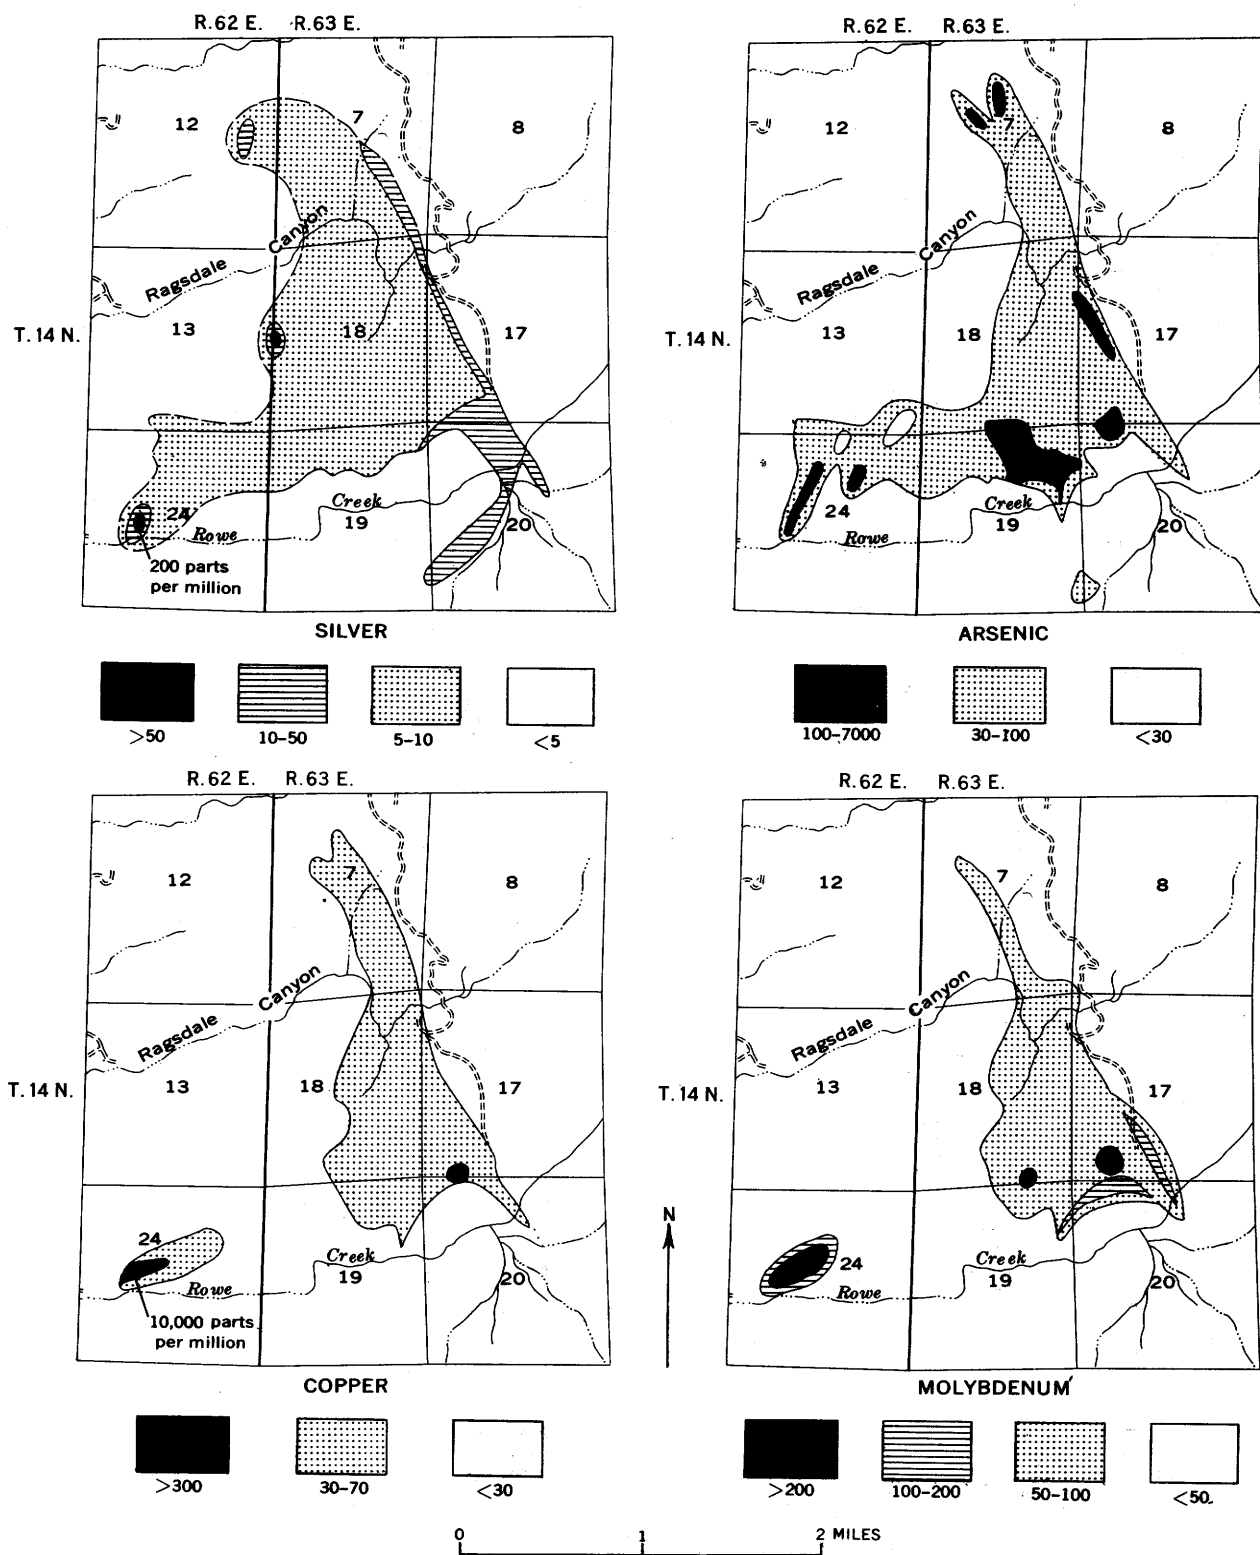 R.62 E. R.63 E.
12
7
8
Ragsdale Canyon
T. 14 N.
13
18
17
24
Rowe Creek
19
20
200 parts
per million
SILVER
>50
10–50
5–10
<5
R.62 E. R.63 E.
12
7
8
Ragsdale Canyon
T. 14 N.
13
18
17
24
Rowe Creek
19
20
ARSENIC
100-7000
30-100
<30
R.62 E. R.63 E.
12
7
8
Ragsdale Canyon
T. 14 N.
13
18
17
24
Rowe Creek
19
20
10,000 parts
per million
COPPER
>300
30–70
<30
N
R.62 E. R.63 E.
12
7
8
Ragsdale Canyon
T. 14 N.
13
18
17
24
Rowe Creek
19
20
MOLYBDENUM
>200
100-200
50-100
<50
0 1 2 MILES